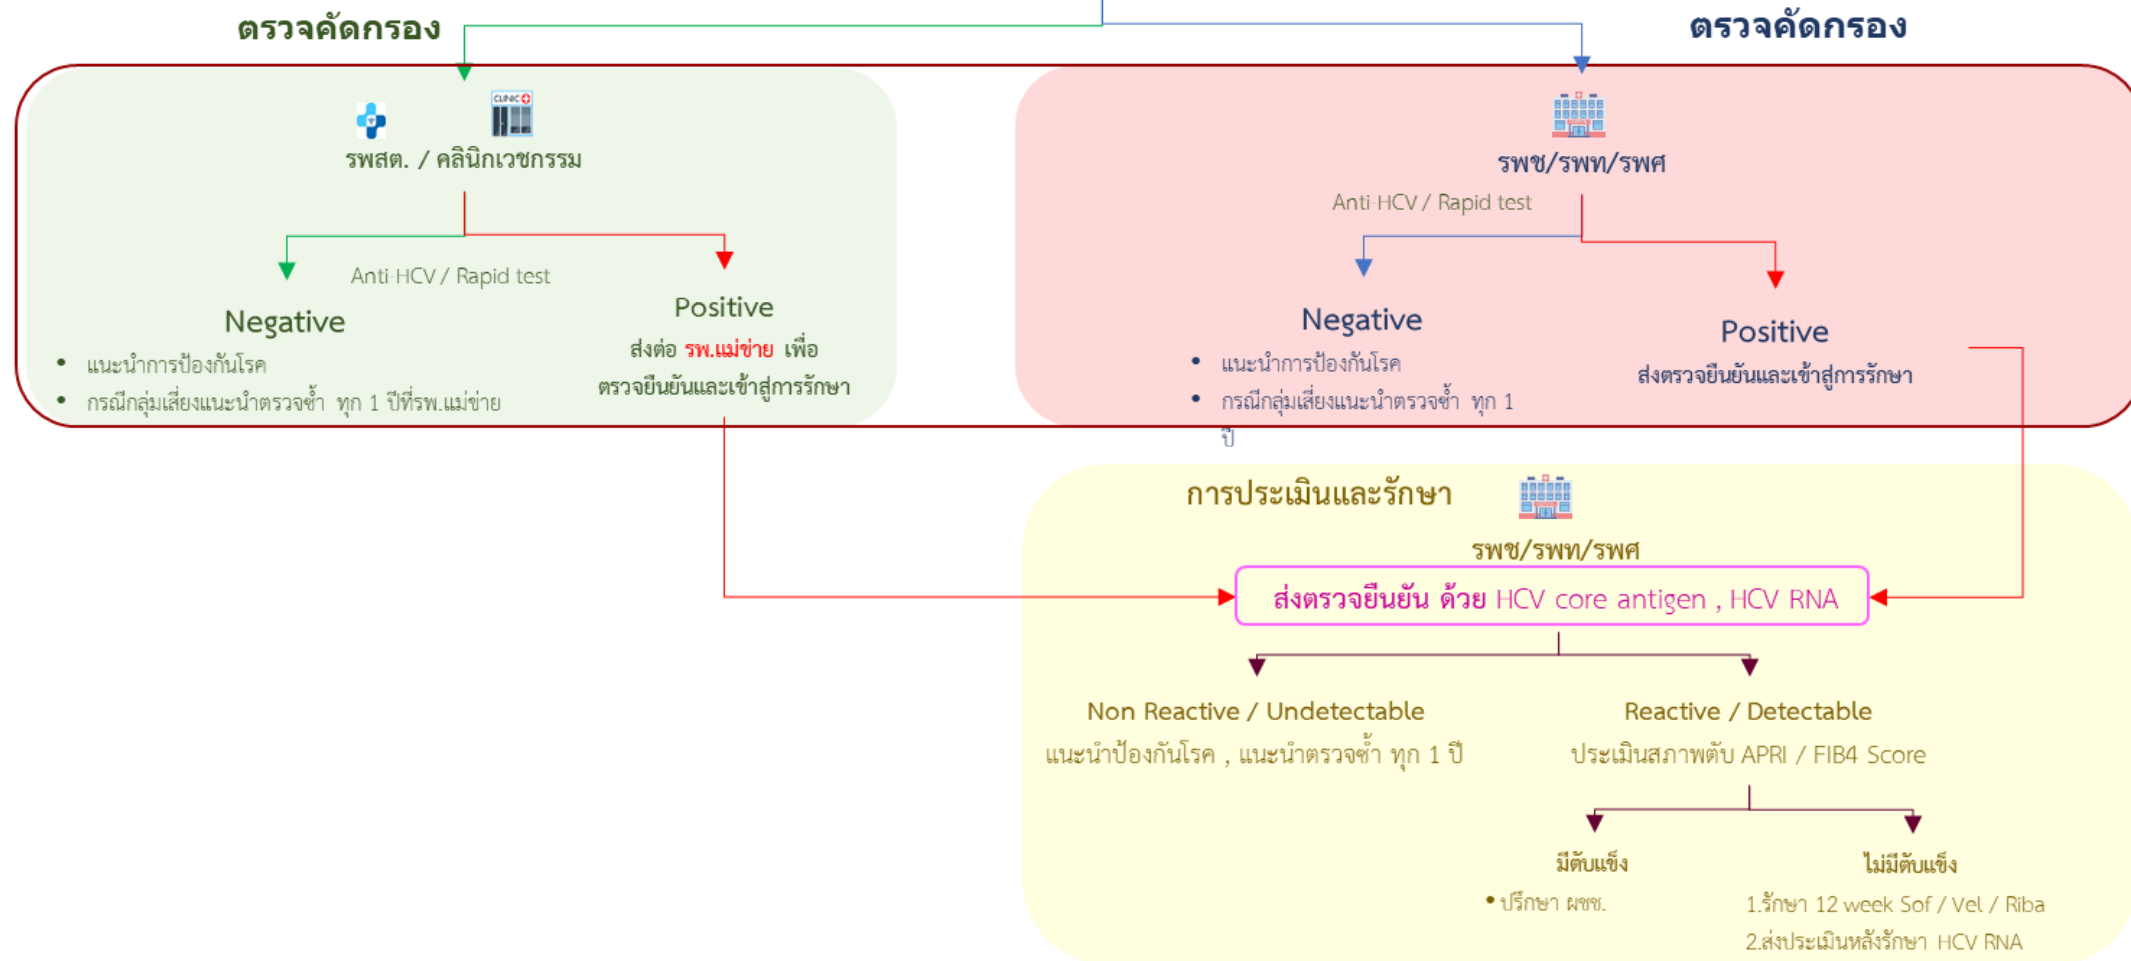 ตรวจคัดกรอง
CLINIC
รพสต. / คลินิกเวชกรรม
Anti-HCV / Rapid test
Negative
• แนะนำการป้องกันโรค
• กรณีกลุ่มเสี่ยงแนะนำตรวจซ้ำ ทุก 1 ปีที่รพ.แม่ข่าย
Positive
ส่งต่อ รพ.แม่ข่าย เพื่อ
ตรวจยืนยันและเข้าสู่การรักษา
ตรวจคัดกรอง
รพช/รพท/รพศ
Anti-HCV / Rapid test
Negative
• แนะนำการป้องกันโรค
• กรณีกลุ่มเสี่ยงแนะนำตรวจซ้ำ ทุก 1
ปี
Positive
ส่งตรวจยืนยันและเข้าสู่การรักษา
การประเมินและรักษา
รพช/รพท/รพศ
ส่งตรวจยืนยัน ด้วย HCV core antigen , HCV RNA
Non Reactive / Undetectable
แนะนำป้องกันโรค , แนะนำตรวจซ้ำ ทุก 1 ปี
Reactive / Detectable
ประเมินสภาพตับ APRI / FIB4 Score
มีตับแข็ง
• ปรึกษา ผชช.
ไม่มีตับแข็ง
1.รักษา 12 week Sof / Vel / Riba
2.ส่งประเมินหลังรักษา HCV RNA